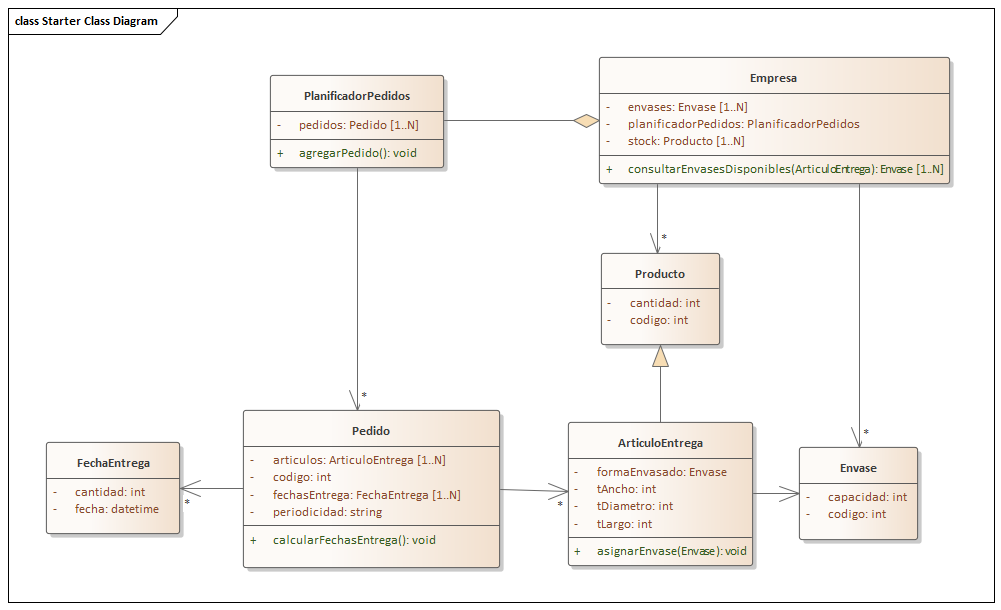 class Starter Class Diagram
PlanificadorPedidos
- pedidos: Pedido [1..N]
+ agregarPedido(): void
Empresa
- envases: Envase [1..N]
- planificadorPedidos: PlanificadorPedidos
- stock: Producto [1..N]
+ consultarEnvasesDisponibles(ArticuloEntrega): Envase [1..N]
*
Producto
- cantidad: int
- codigo: int
*
*
FechaEntrega
- cantidad: int
- fecha: datetime
*
Pedido
- articulos: ArticuloEntrega [1..N]
- codigo: int
- fechasEntrega: FechaEntrega [1..N]
- periodicidad: string
+ calcularFechasEntrega(): void
*
ArticuloEntrega
- formaEnvasado: Envase
- tAncho: int
- tDiametro: int
- tLargo: int
+ asignarEnvase(Envase): void
Envase
- capacidad: int
- codigo: int